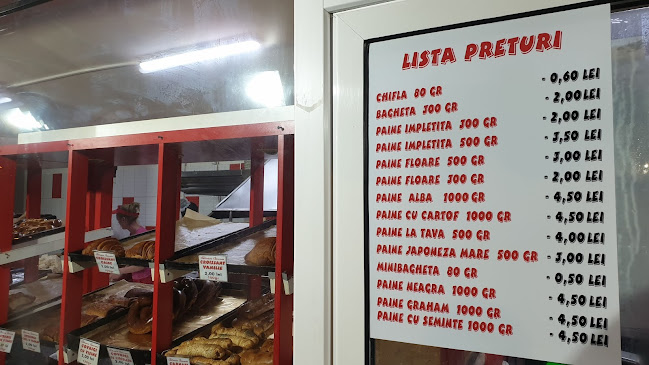 LISTA PRETURI
CHIFLA 80 GR - 0,60 LEI
BAGHETA 300 GR - 2,00 LEI
PAINE IMPLETITA 300 GR - 2,00 LEI
PAINE IMPLETITA 500 GR - 3,50 LEI
PAINE FLOARE 500 GR - 3,00 LEI
PAINE FLOARE 300 GR - 2,00 LEI
PAINE ALBA 1000 GR - 4,50 LEI
PAINE CU CARTOF 1000 GR - 4,50 LEI
PAINE LA TAVA 500 GR - 4,00 LEI
PAINE JAPONEZA MARE 500 GR - 3,00 LEI
MINIBAGHETA 80 GR - 0,50 LEI
PAINE NEAGRA 1000 GR - 4,50 LEI
PAINE GRAHAM 1000 GR - 4,50 LEI
PAINE CU SEMINTE 1000 GR - 4,50 LEI
CROISSANT
VANILIE
2,00 lei